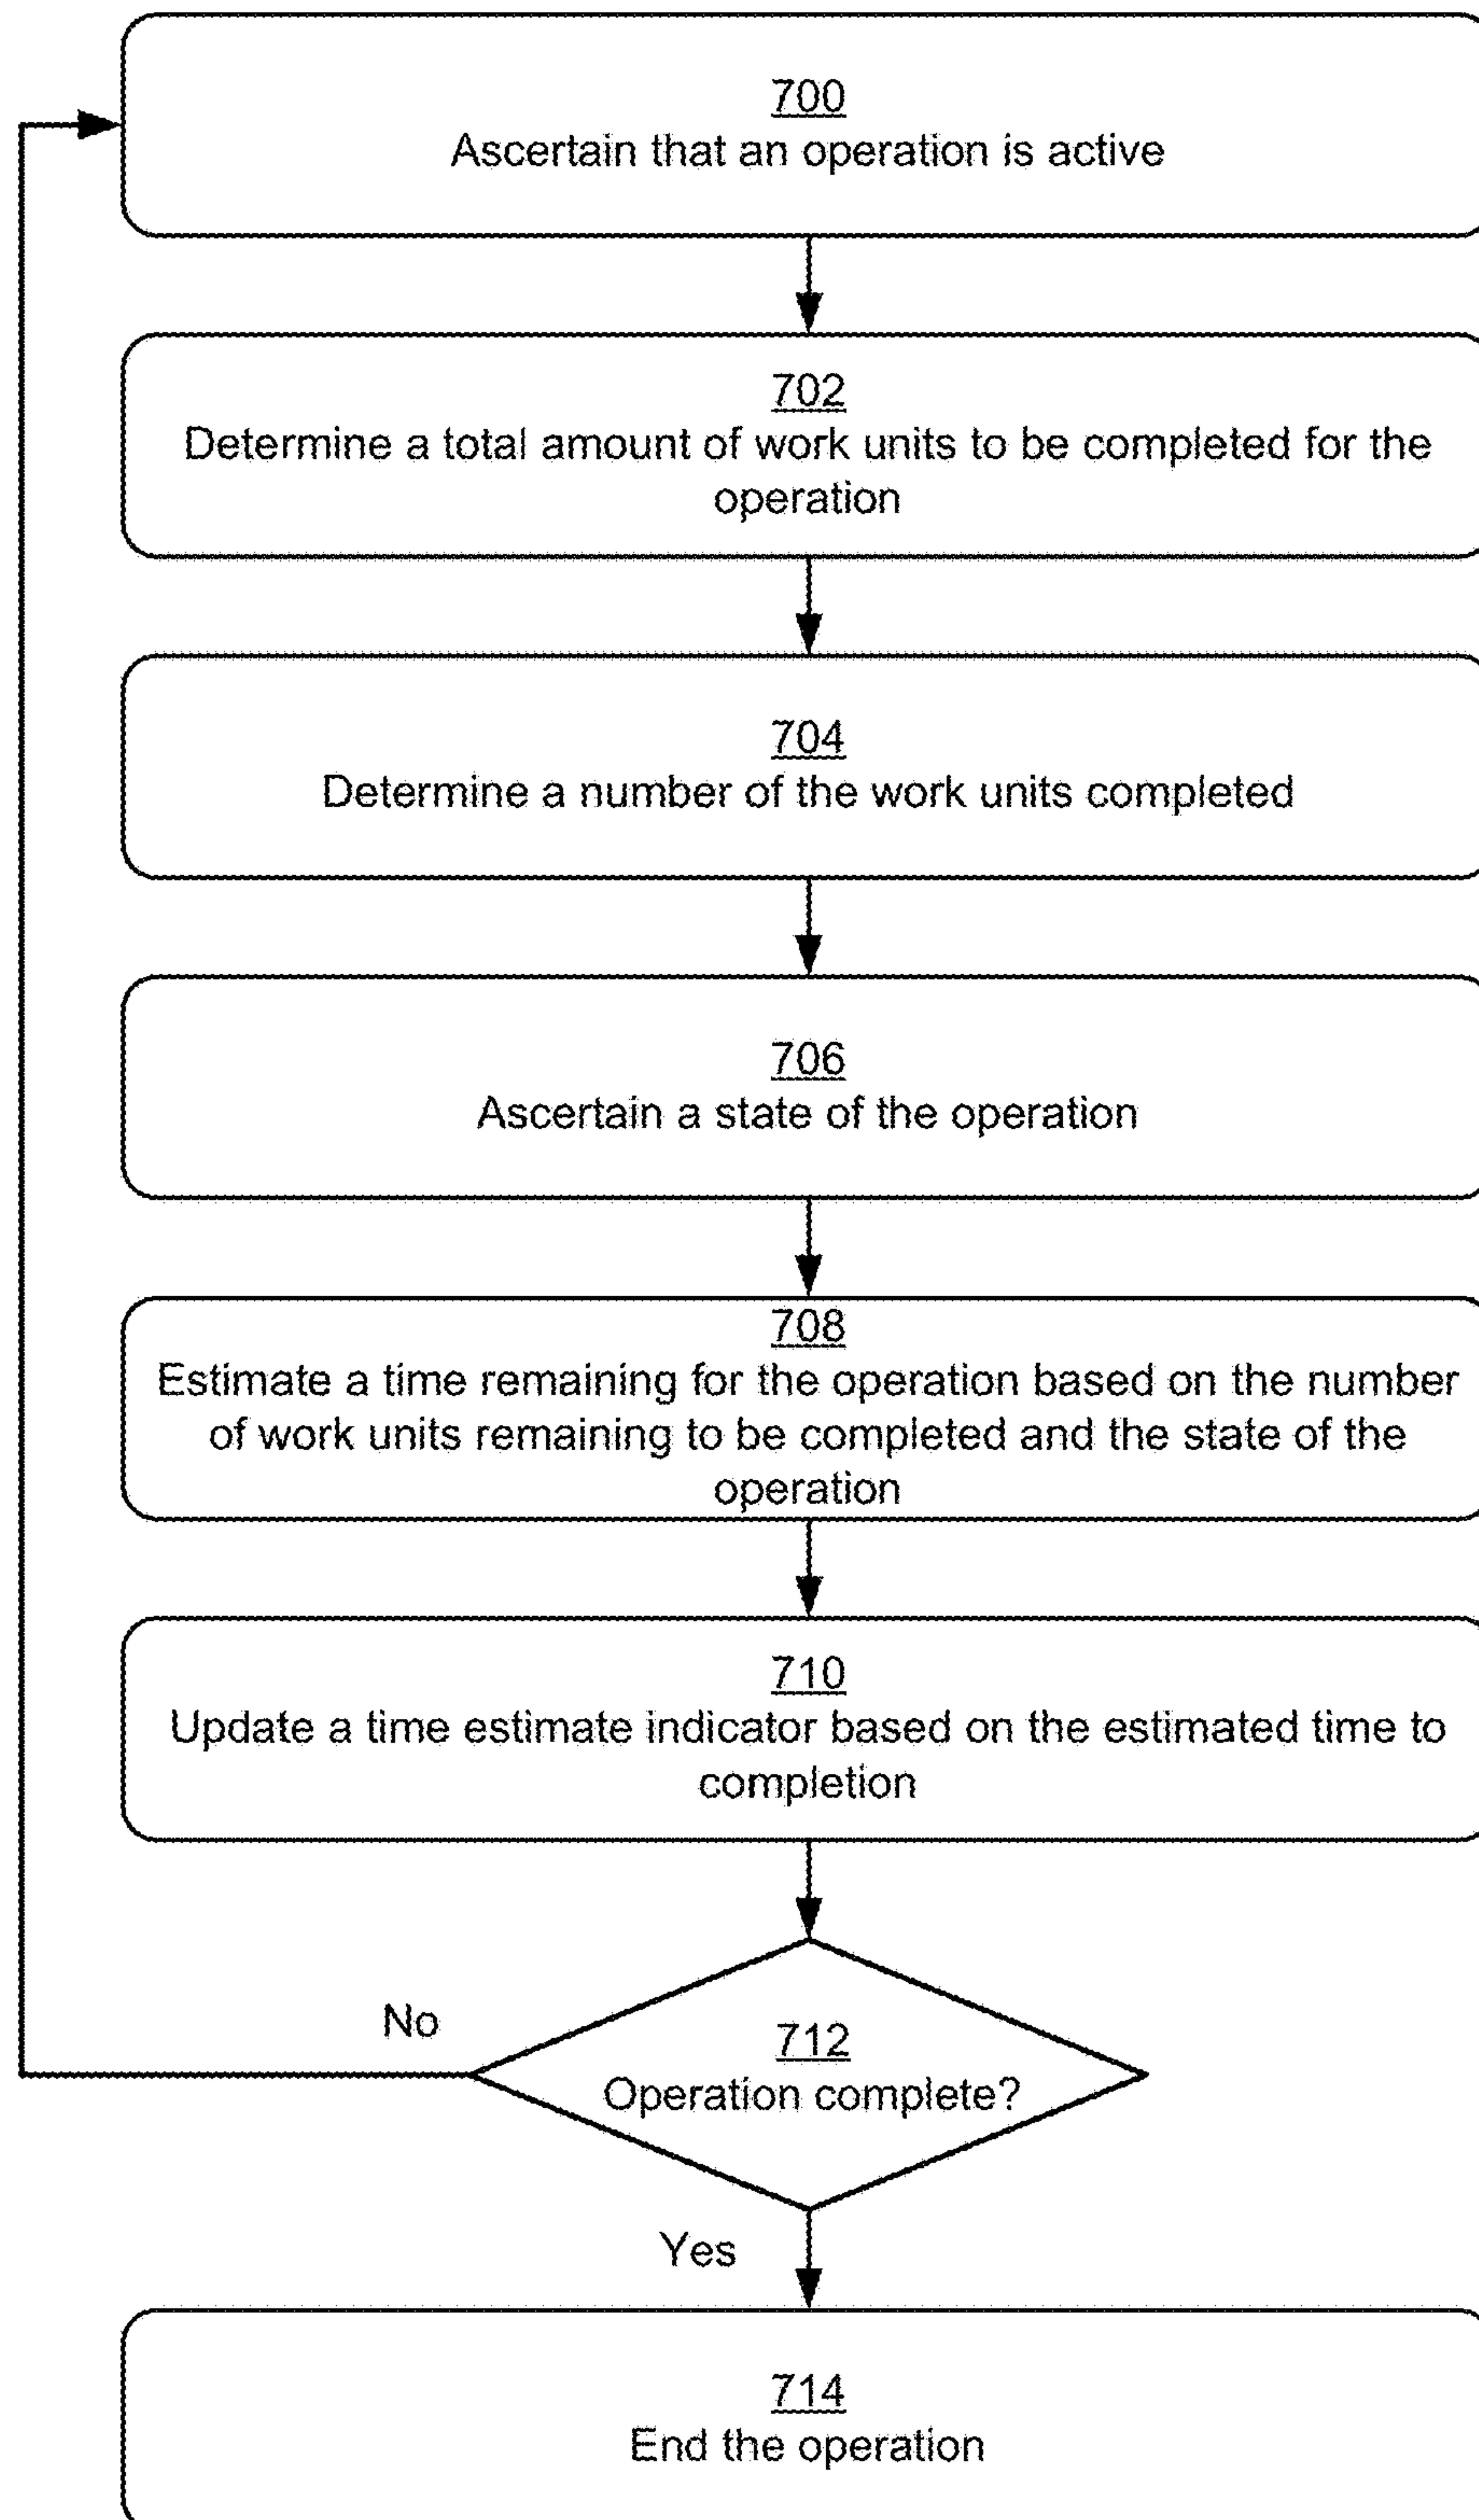 700
Ascertain that an operation is active
702
Determine a total amount of work units to be completed for the
operation
704
Determine a number of the work units completed
706
Ascertain a state of the operation
708
Estimate a time remaining for the operation based on the number
of work units remaining to be completed and the state of the
operation
710
Update a time estimate indicator based on the estimated time to
completion
No
712
Operation complete?
Yes
714
End the operation